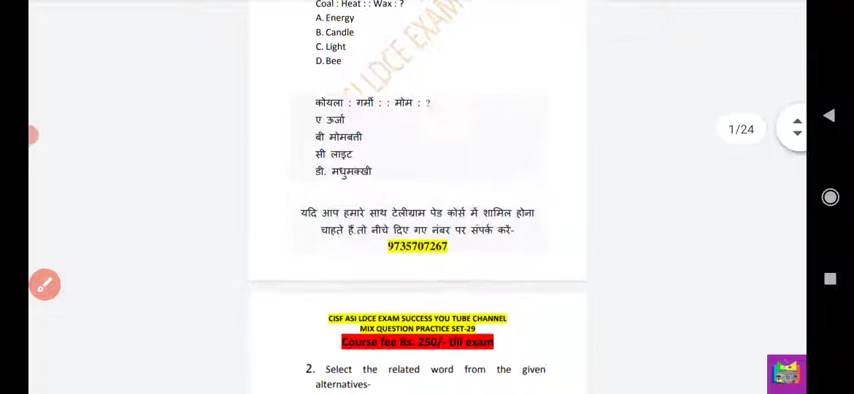 Coal : Heat : : Wax : ?
A. Energy
B. Candle
C. Light
D. Bee
कोयला : गर्मी : : मोम : ?
ए ऊर्जा
बी मोमबती
सी लाइट
डी. मधुमक्खी
1/24
यदि आप हमारे साथ टेलीग्राम पेड कोर्स में शामिल होना
चाहते हैं तो नीचे दिए गए नंबर पर संपर्क करें-
9735707267
CISF ASI LDCE EXAM SUCCESS YOU TUBE CHANNEL
MIX QUESTION PRACTICE SET-29
Course fee Rs. 250/- till exam
2. Select the related word from the given
alternatives-